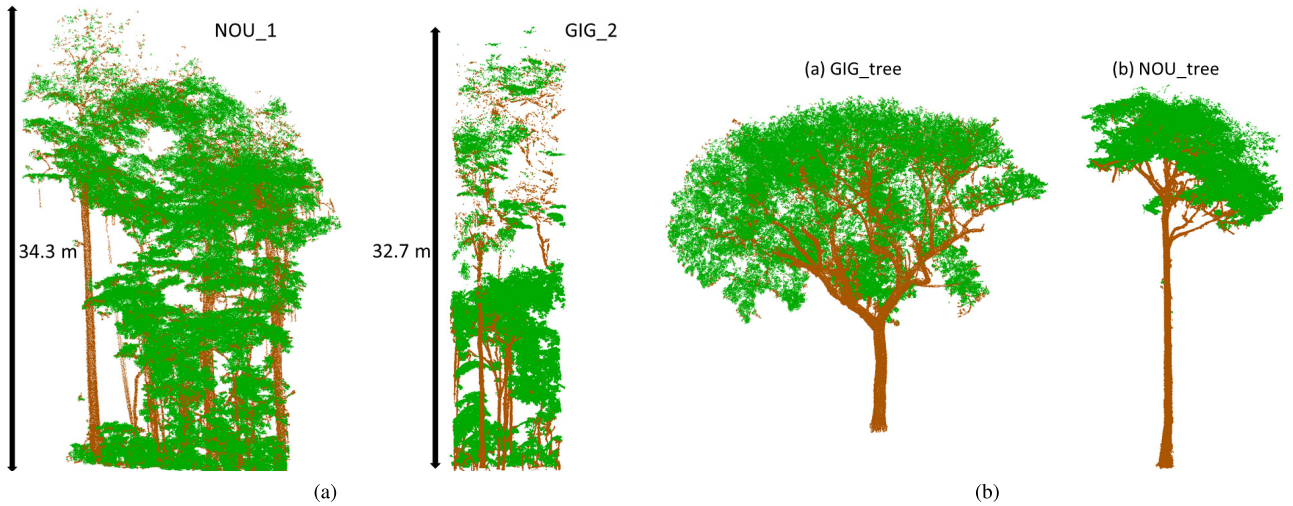 NOU_1
GIG_2
34.3 m
32.7 m
(a) GIG_tree
(b) NOU_tree
(a)
(b)